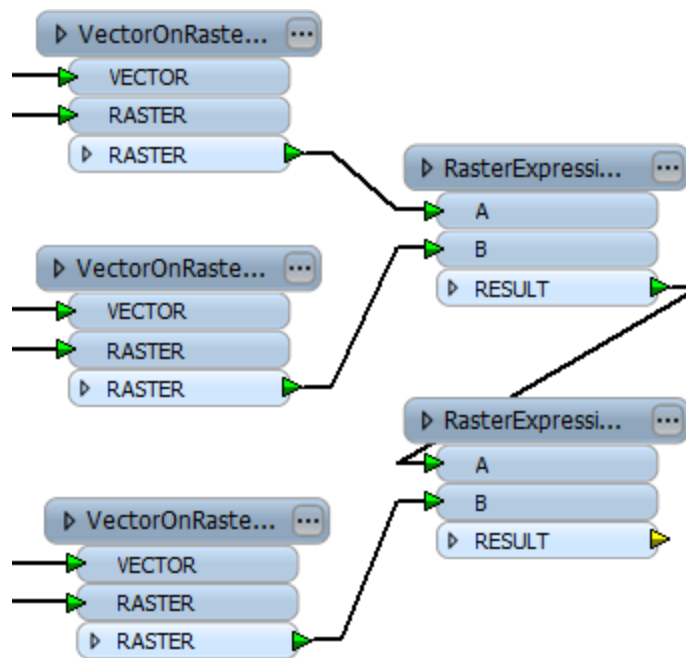 VectorOnRaste...
VECTOR
RASTER
RASTER
RasterExpressi...
A
B
RESULT
VectorOnRaste...
VECTOR
RASTER
RASTER
RasterExpressi...
A
B
RESULT
VectorOnRaste...
VECTOR
RASTER
RASTER